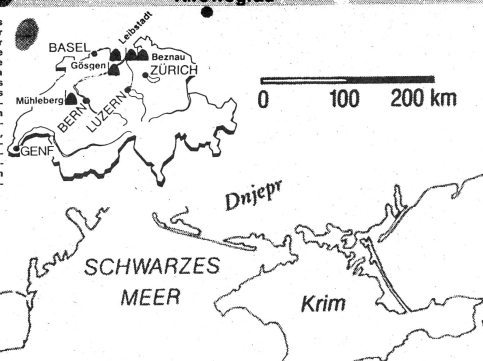 Leibstadt
BASEL
Beznau
Gösgen
ZÜRICH
Mühleberg
BERN
LUZERN
GENF
0 100 200 km
Dnjepr
SCHWARZES
MEER
Krim